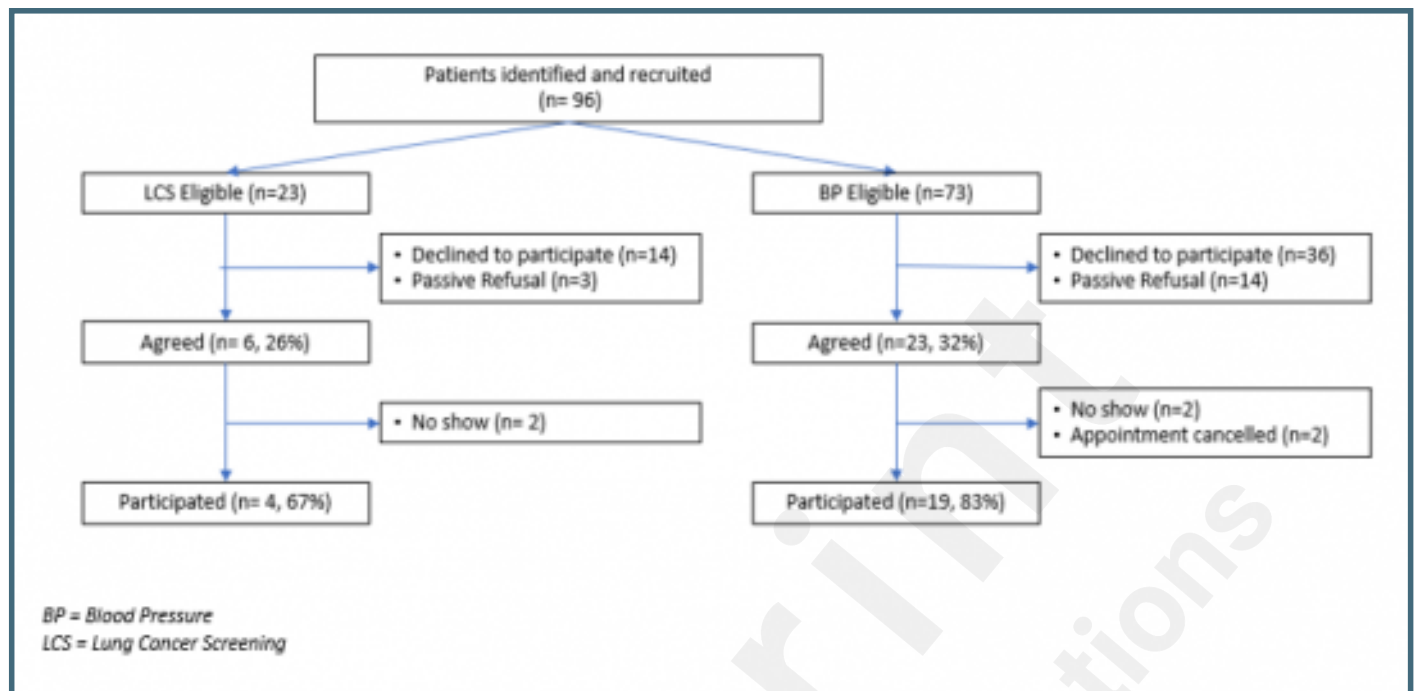 Patients identified and recruited
(n= 96)
LCS Eligible (n=23)
BP Eligible (n=73)
• Declined to participate (n=14)
• Passive Refusal (n=3)
• Declined to participate (n=36)
• Passive Refusal (n=14)
Agreed (n= 6, 26%)
Agreed (n=23, 32%)
• No show (n= 2)
• No show (n=2)
• Appointment cancelled (n=2)
Participated (n= 4, 67%)
Participated (n=19, 83%)
BP = Blood Pressure
LCS = Lung Cancer Screening
rint
tions